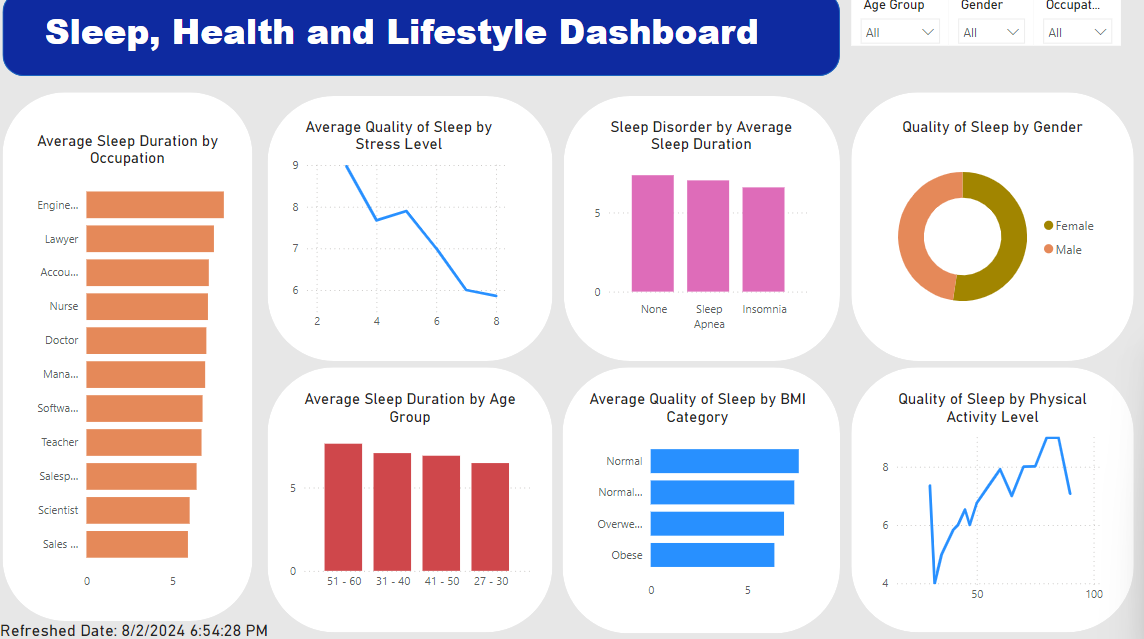 Sleep, Health and Lifestyle Dashboard
Age Group
Gender
Occupat...
All
All
All
Average Sleep Duration by
Occupation
Engine...
Lawyer
Accou...
Nurse
Doctor
Mana...
Softwa...
Teacher
Salesp...
Scientist
Sales ...
0
5
Average Quality of Sleep by
Stress Level
9
8
7
6
2
4
6
8
Sleep Disorder by Average
Sleep Duration
5
0
None
Sleep
Apnea
Insomnia
Quality of Sleep by Gender
Female
Male
Average Sleep Duration by Age
Group
5
0
51 - 60
31 - 40
41 - 50
27 - 30
Average Quality of Sleep by BMI
Category
Normal
Normal...
Overwe...
Obese
0
5
Quality of Sleep by Physical
Activity Level
8
6
4
50
100
Refreshed Date: 8/2/2024 6:54:28 PM